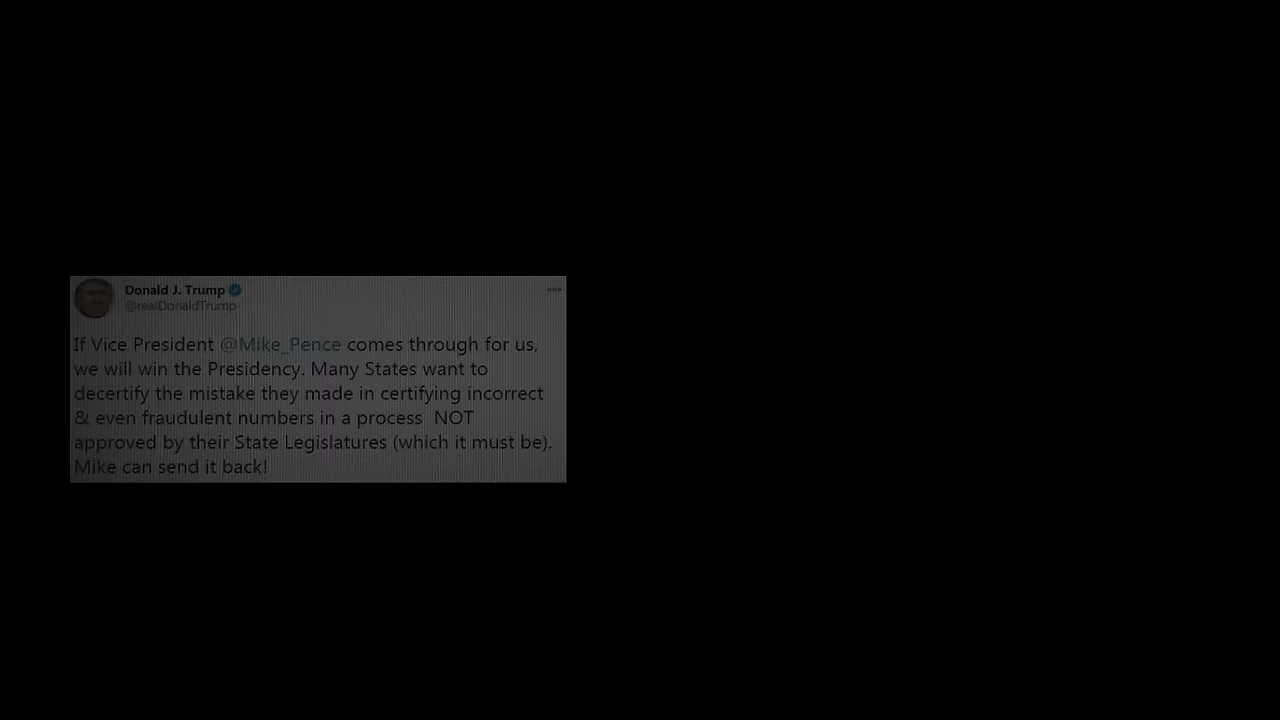 Donald J. Trump
@realDonaldTrump
If Vice President @Mike_Pence comes through for us,
we will win the Presidency. Many States want to
decertify the mistake they made in certifying incorrect
& even fraudulent numbers in a process  NOT
approved by their State Legislatures (which it must be).
Mike can send it back!